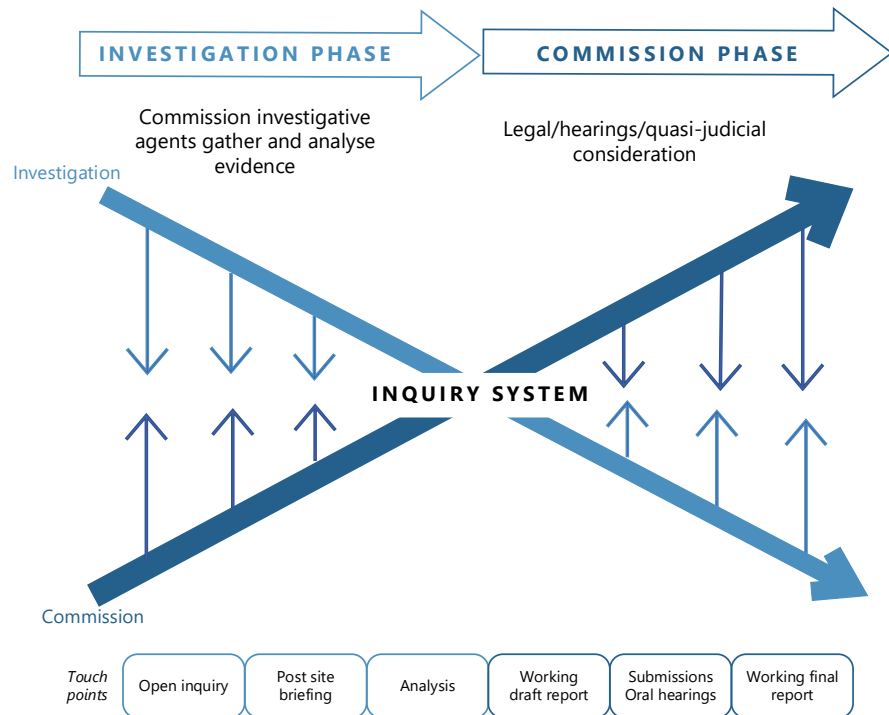 INVESTIGATION PHASE
COMMISSION PHASE
Commission investigative
agents gather and analyse
evidence
Legal/hearings/quasi-judicial
consideration
Investigation
INQUIRY SYSTEM
Commission
Touch
points
Open inquiry
Post site
briefing
Analysis
Working
draft report
Submissions
Oral hearings
Working final
report